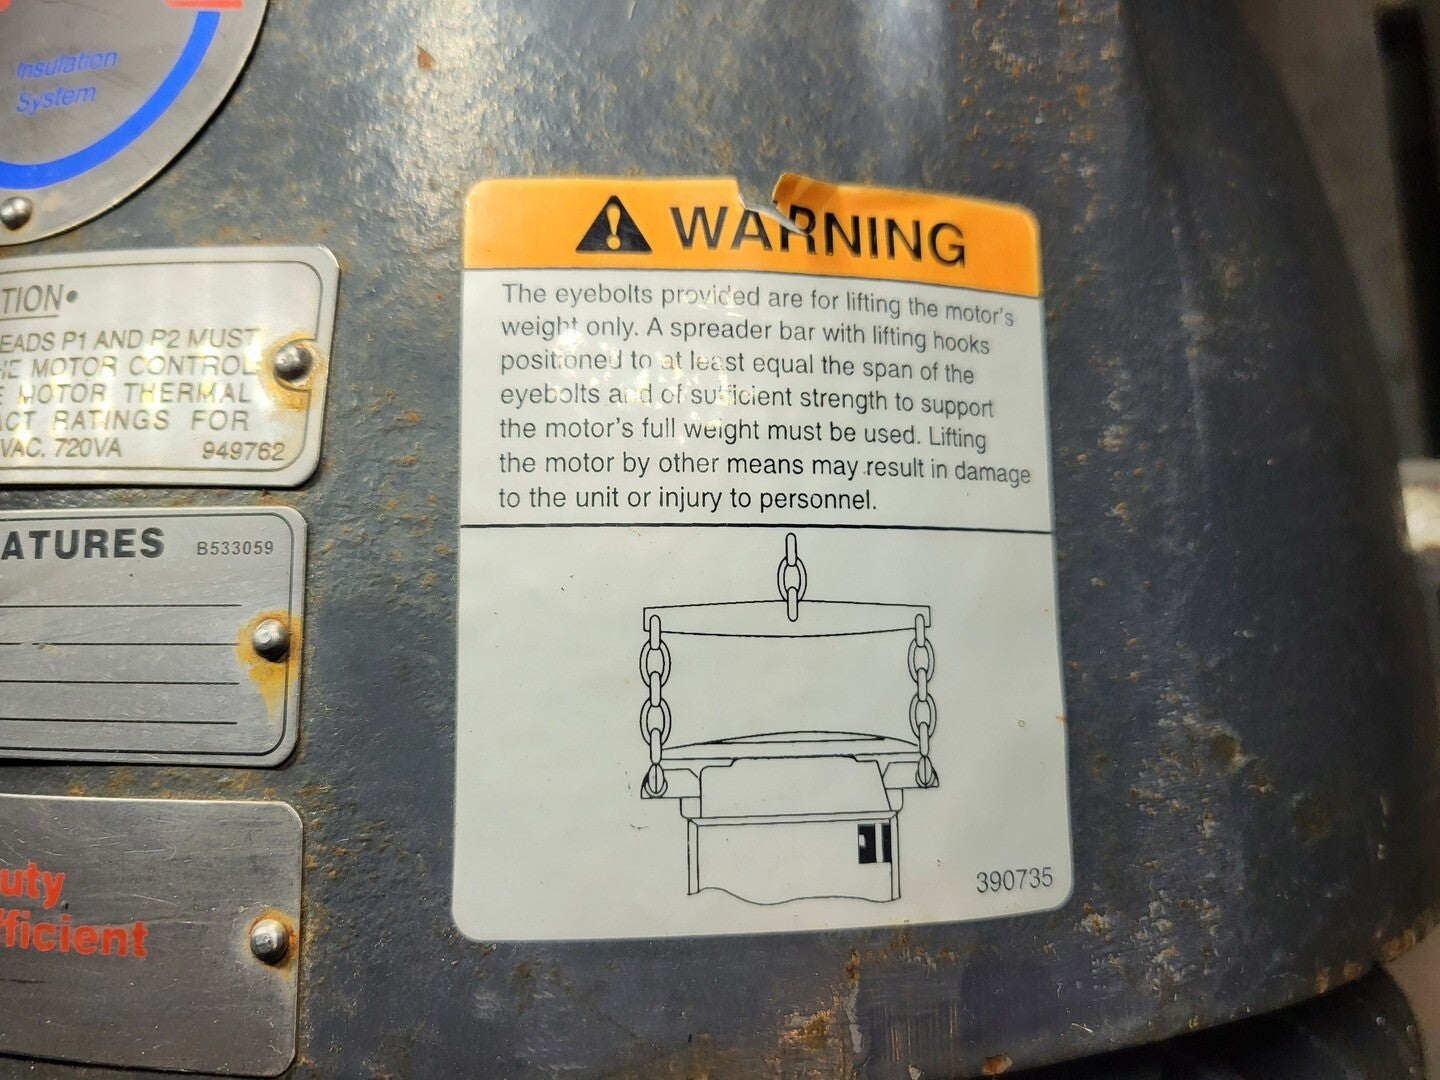 Insulation
System
TION•
EADS P1 AND P2 MUST
HE MOTOR CONTROL
E MOTOR THERMAL
ACT RATINGS FOR
VAC. 720VA 949762
ATURES B533059
uty
fficient
WARNING
The eyebolts provided are for lifting the motor's
weight only. A spreader bar with lifting hooks
positioned to at least equal the span of the
eyebolts and of sufficient strength to support
the motor's full weight must be used. Lifting
the motor by other means may result in damage
to the unit or injury to personnel.
390735